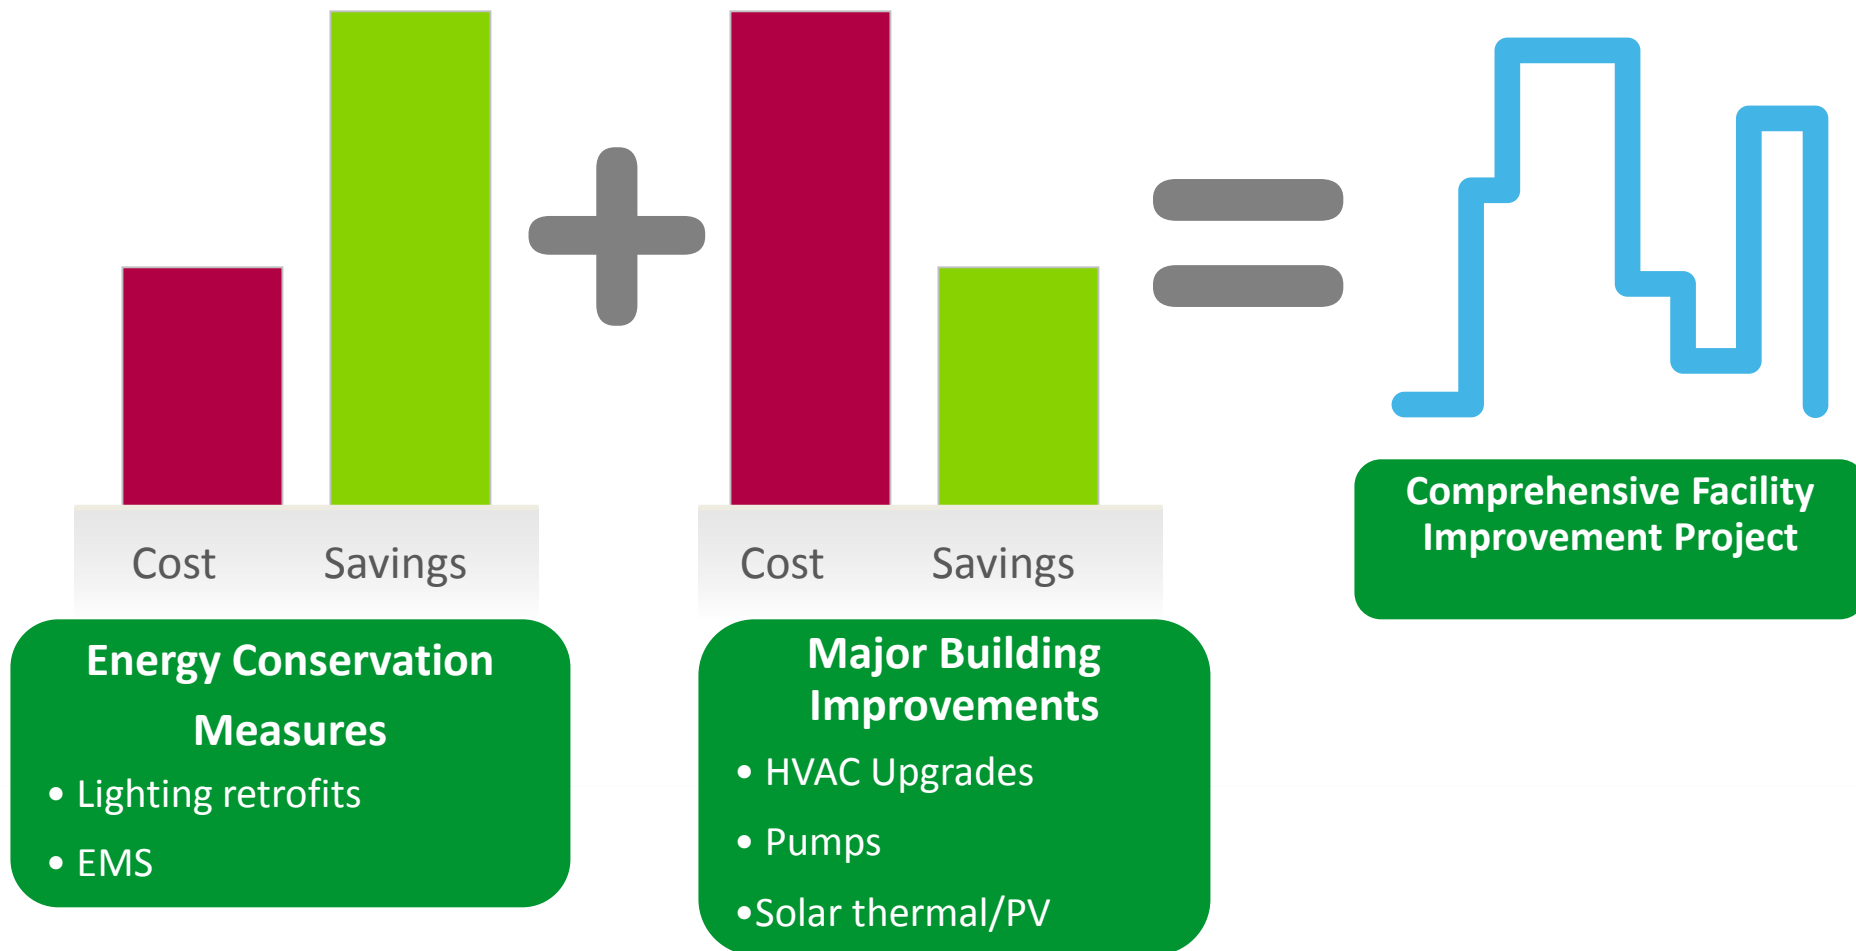 Cost Savings
Energy Conservation
Measures
• Lighting retrofits
• EMS
Cost Savings
Major Building
Improvements
• HVAC Upgrades
• Pumps
•Solar thermal/PV
Comprehensive Facility
Improvement Project